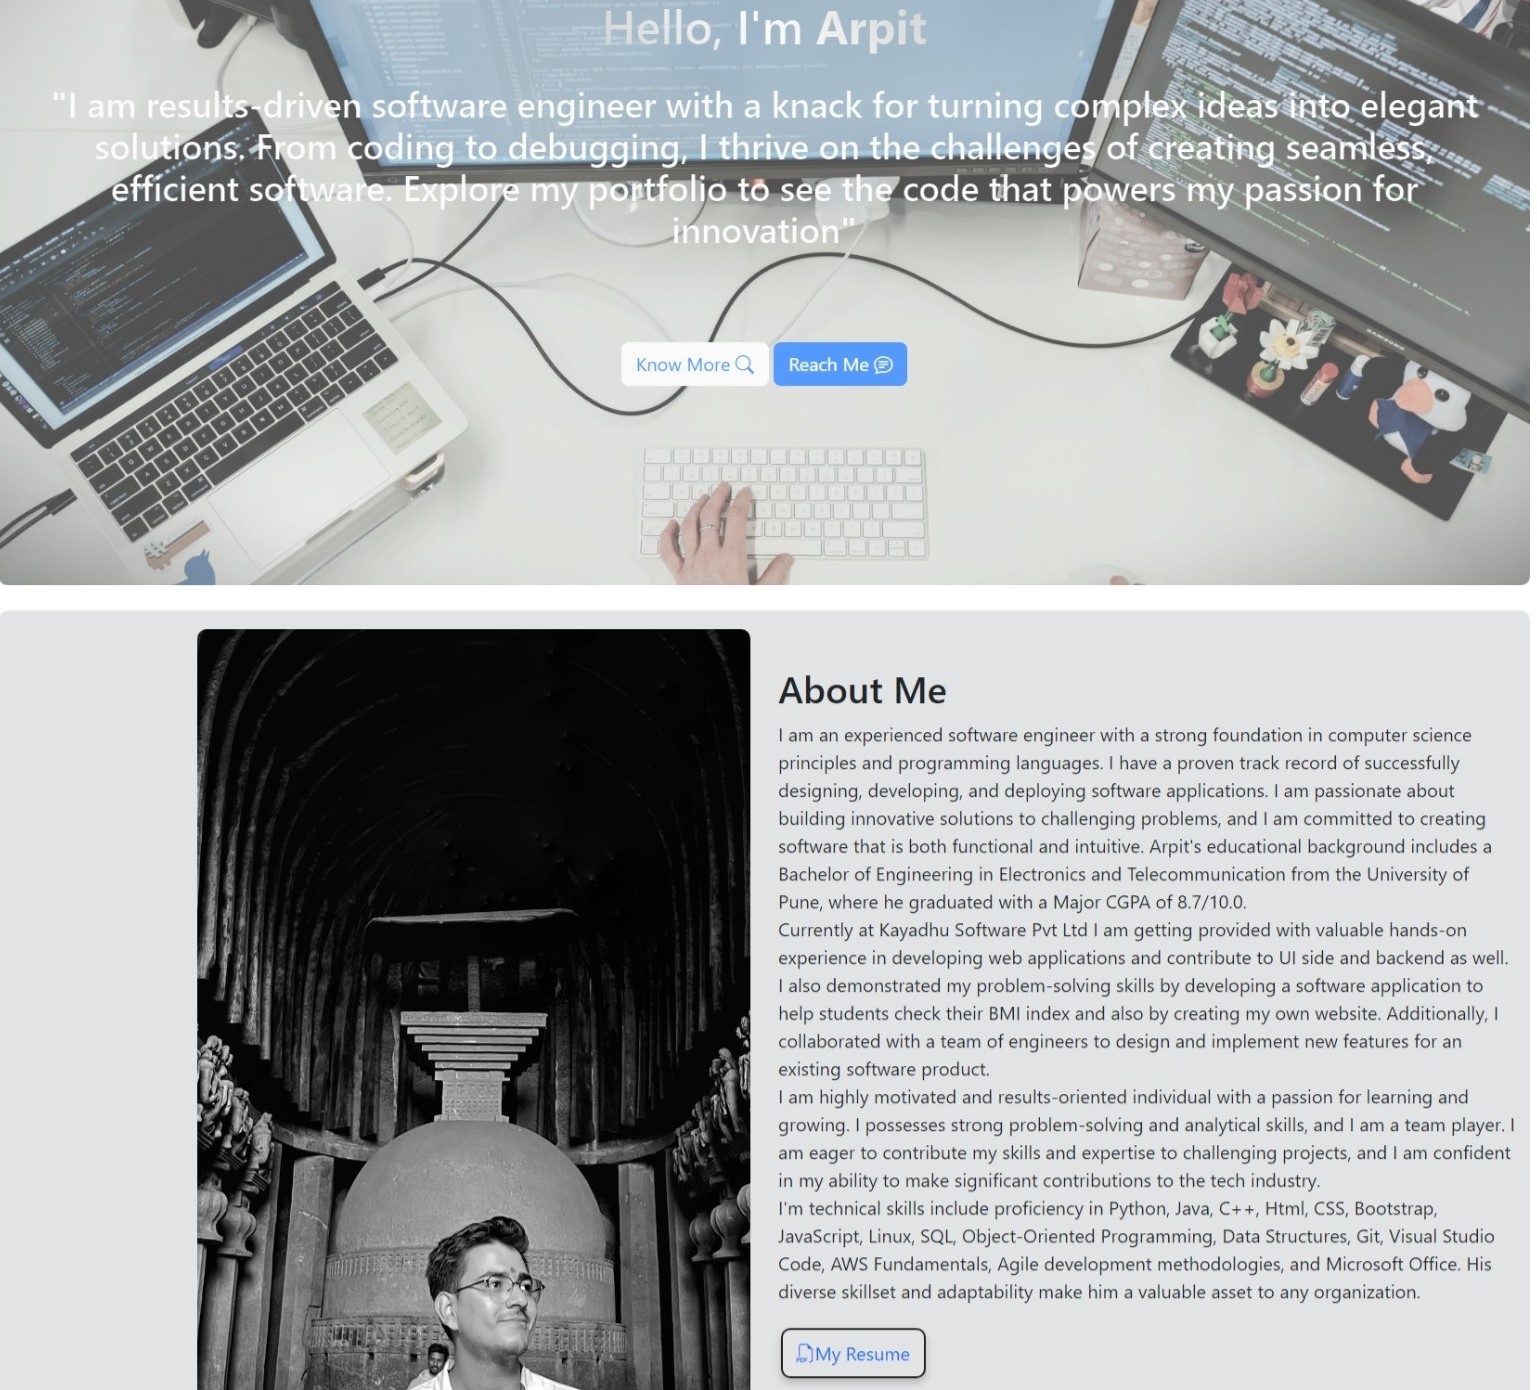 Hello, I'm Arpit
"I am results-driven software engineer with a knack for turning complex ideas into elegant
solutions. From coding to debugging, I thrive on the challenges of creating seamless,
efficient software. Explore my portfolio to see the code that powers my passion for
innovation"
Know More
Reach Me
SAMSUNG
About Me
I am an experienced software engineer with a strong foundation in computer science
principles and programming languages. I have a proven track record of successfully
designing, developing, and deploying software applications. I am passionate about
building innovative solutions to challenging problems, and I am committed to creating
software that is both functional and intuitive. Arpit's educational background includes a
Bachelor of Engineering in Electronics and Telecommunication from the University of
Pune, where he graduated with a Major CGPA of 8.7/10.0.
Currently at Kayadhu Software Pvt Ltd I am getting provided with valuable hands-on
experience in developing web applications and contribute to UI side and backend as well.
I also demonstrated my problem-solving skills by developing a software application to
help students check their BMI index and also by creating my own website. Additionally, I
collaborated with a team of engineers to design and implement new features for an
existing software product.
I am highly motivated and results-oriented individual with a passion for learning and
growing. I possesses strong problem-solving and analytical skills, and I am a team player. I
am eager to contribute my skills and expertise to challenging projects, and I am confident
in my ability to make significant contributions to the tech industry.
I'm technical skills include proficiency in Python, Java, C++, Html, CSS, Bootstrap,
JavaScript, Linux, SQL, Object-Oriented Programming, Data Structures, Git, Visual Studio
Code, AWS Fundamentals, Agile development methodologies, and Microsoft Office. His
diverse skillset and adaptability make him a valuable asset to any organization.
PDF My Resume